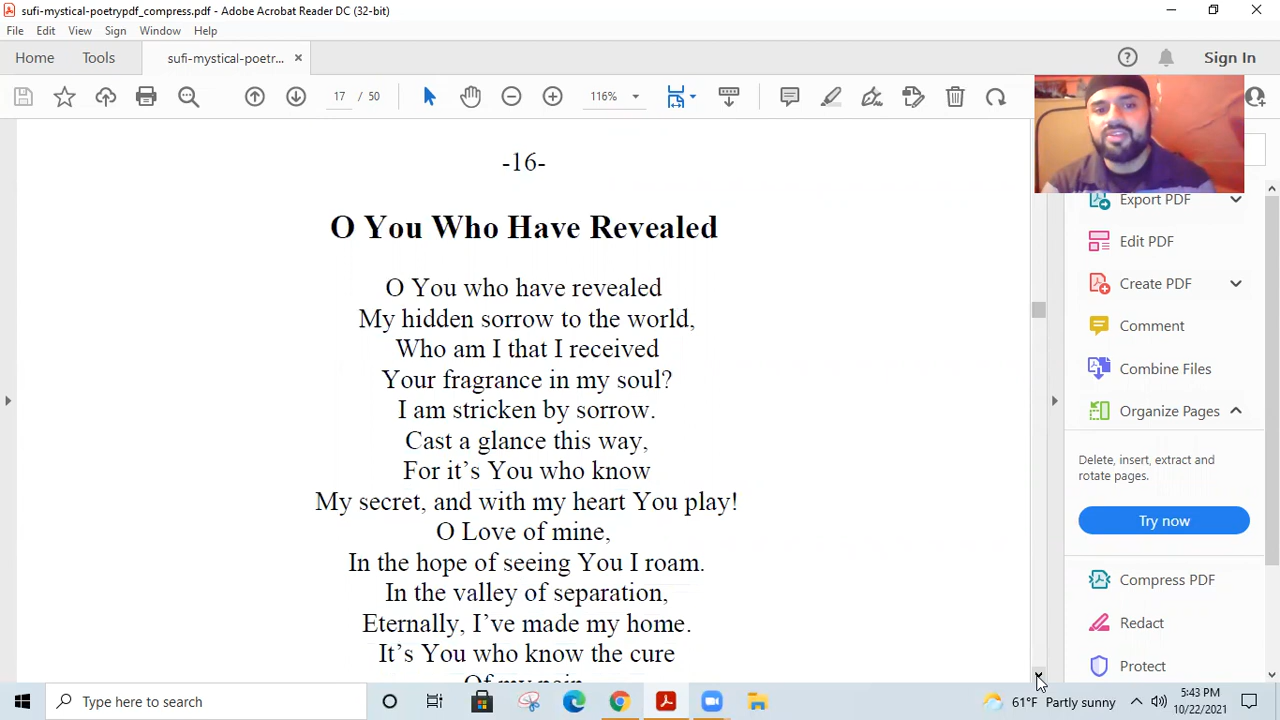 sufi-mystical-poetrypdf_compress.pdf - Adobe Acrobat Reader DC (32-bit)
File Edit View Sign Window Help
Home Tools sufi-mystical-poetr... Sign In
17 / 50 116%
-16-
O You Who Have Revealed
O You who have revealed
My hidden sorrow to the world,
Who am I that I received
Your fragrance in my soul?
I am stricken by sorrow.
Cast a glance this way,
For it's You who know
My secret, and with my heart You play!
O Love of mine,
In the hope of seeing You I roam.
In the valley of separation,
Eternally, I've made my home.
It's You who know the cure
Of my pain
Export PDF
Edit PDF
Create PDF
Comment
Combine Files
Organize Pages
Delete, insert, extract and
rotate pages.
Try now
Compress PDF
Redact
Protect
Type here to search
61°F Partly sunny
5:43 PM
10/22/2021